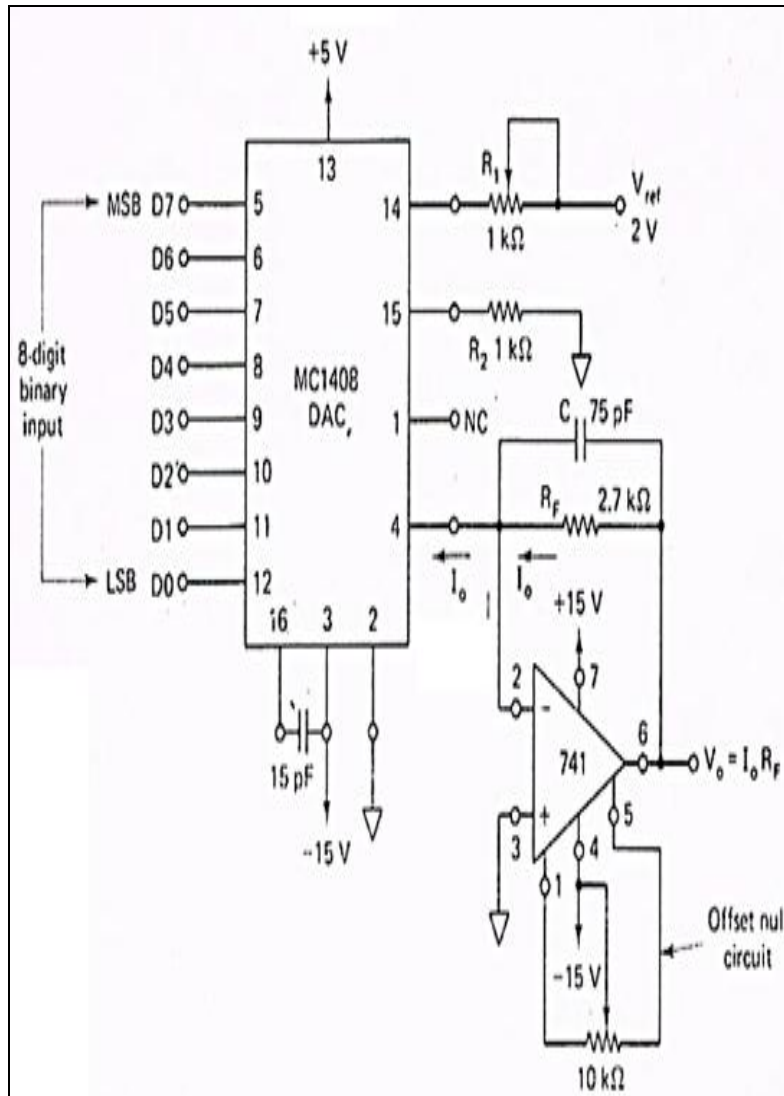 +5 V
13
MSB D7 5
D6 6
D5 7
D4 8
D3 9
D2 10
D1 11
LSB D0 12
8-digit
binary
input
MC1408
DAC
14
15
1
4
16 3 2
R1
1 kΩ
Vref
2 V
R2 1 kΩ
NC
C 75 pF
RF 2.7 kΩ
Io
Io
+15 V
15 pF
-15 V
2
-
7
741
6
Vo = IoRF
+
3
5
4
1
-15 V
Offset nul
circuit
10 kΩ